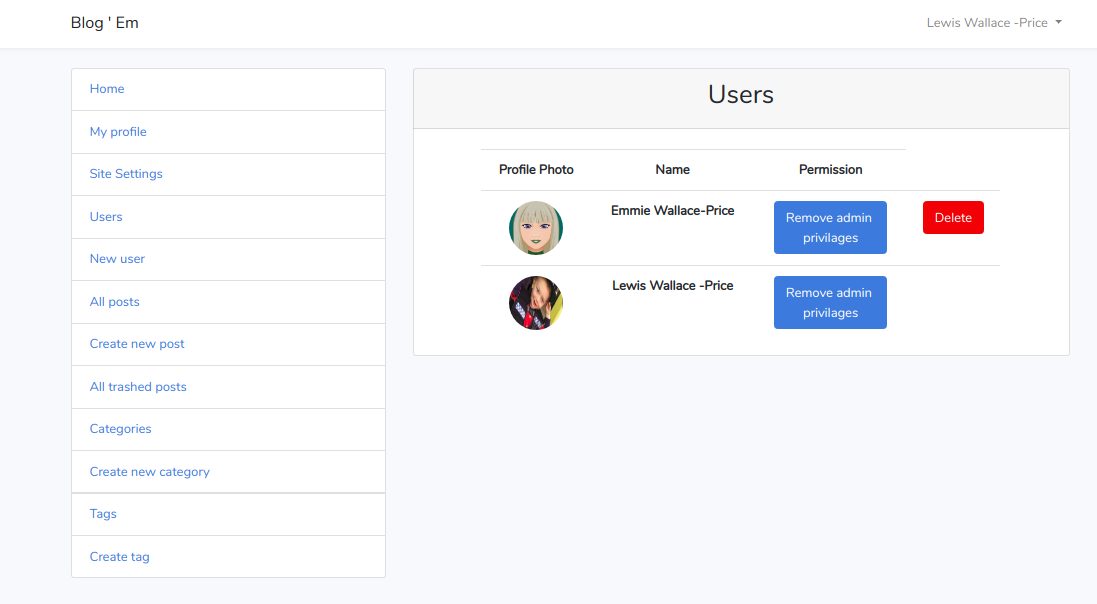 Blog ' Em
Lewis Wallace -Price
Home
My profile
Site Settings
Users
New user
All posts
Create new post
All trashed posts
Categories
Create new category
Tags
Create tag
Users
Profile Photo Name Permission
Emmie Wallace-Price
Remove admin
privilages
Delete
Lewis Wallace -Price
Remove admin
privilages